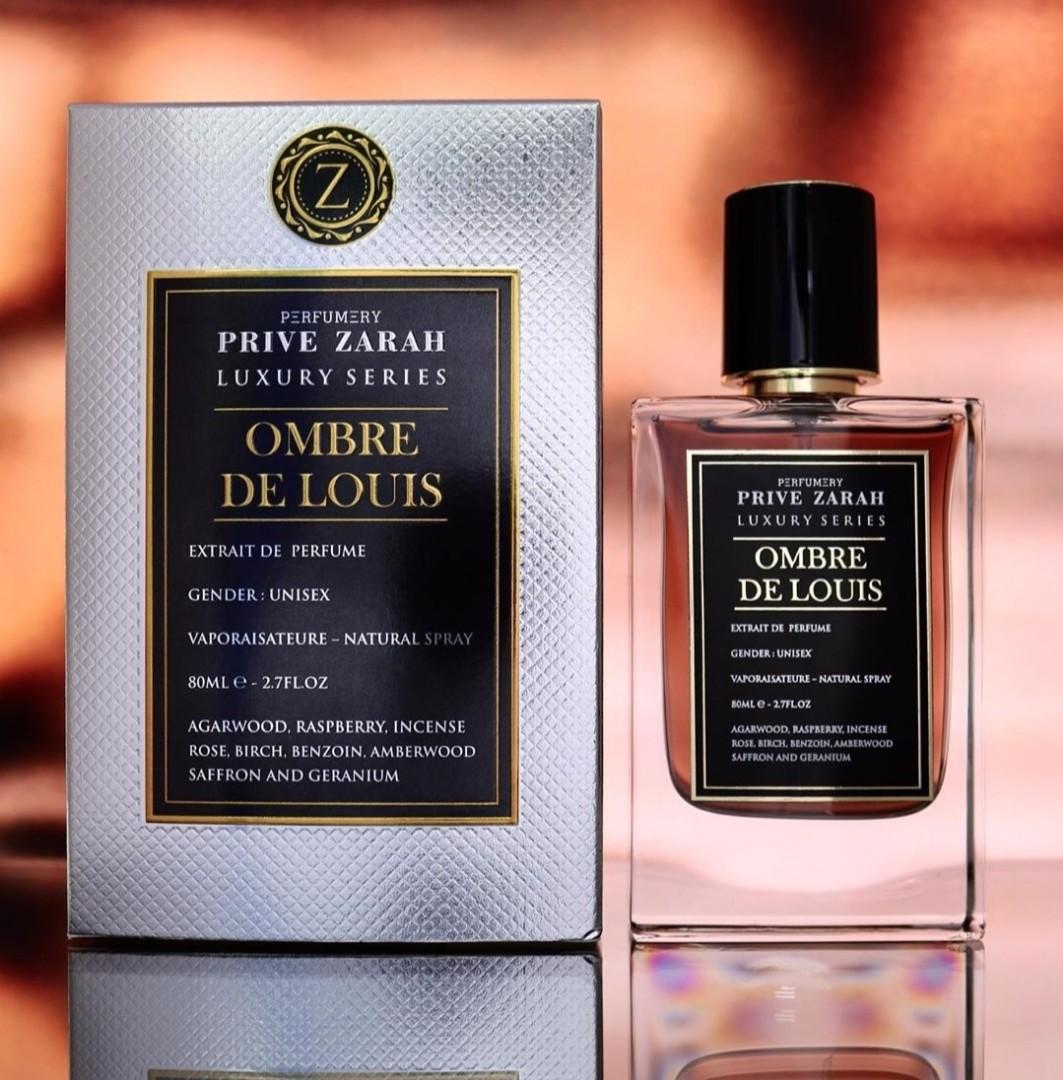 Z
PERFUMERY
PRIVE ZARAH
LUXURY SERIES
OMBRE
DE LOUIS
EXTRAIT DE PERFUME
GENDER : UNISEX
VAPORAISATEURE – NATURAL SPRAY
80ML ℮ - 2.7FL.OZ
AGARWOOD, RASPBERRY, INCENSE
ROSE, BIRCH, BENZOIN, AMBERWOOD
SAFFRON AND GERANIUM
PERFUMERY
PRIVE ZARAH
LUXURY SERIES
OMBRE
DE LOUIS
EXTRAIT DE PERFUME
GENDER : UNISEX
VAPORAISATEURE – NATURAL SPRAY
80ML ℮ - 2.7FL.OZ
AGARWOOD, RASPBERRY, INCENSE
ROSE, BIRCH, BENZOIN, AMBERWOOD
SAFFRON AND GERANIUM